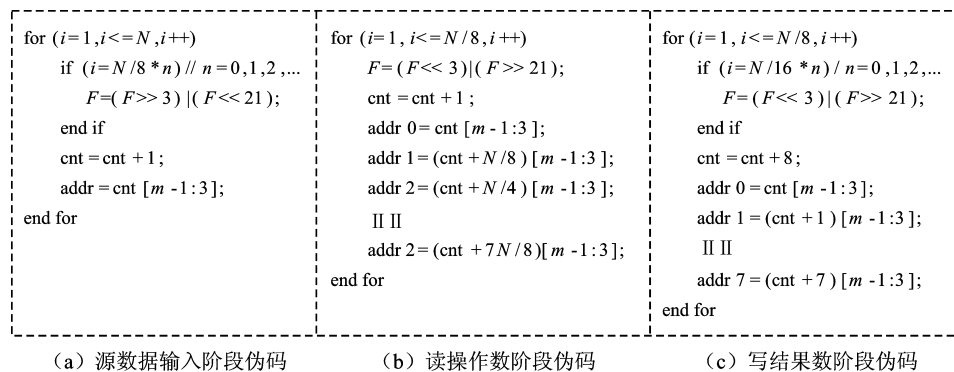 for (i=1,i<=N,i++)
if (i=N/8*n)// n=0,1,2,...
F=(F>>3)|(F<<21);
end if
cnt=cnt+1;
addr=cnt[m-1:3];
end for
(a) 源数据输入阶段伪码
for (i=1, i<=N/8,i++)
F=(F<<3)|(F>>21);
cnt=cnt+1;
addr 0=cnt [m-1:3];
addr 1=(cnt+N/8) [m-1:3];
addr 2=(cnt+N/4) [m-1:3];
ⅡⅡ
addr 2=(cnt+7N/8)[m-1:3];
end for
(b) 读操作数阶段伪码
for (i=1, i<=N/8,i++)
if (i=N/16 *n) / n=0,1,2,...
F=(F<<3)|(F>>21);
end if
cnt=cnt+8;
addr 0=cnt[m-1:3];
addr 1=(cnt+1)[m-1:3];
ⅡⅡ
addr 7=(cnt+7)[m-1:3];
end for
(c) 写结果数阶段伪码